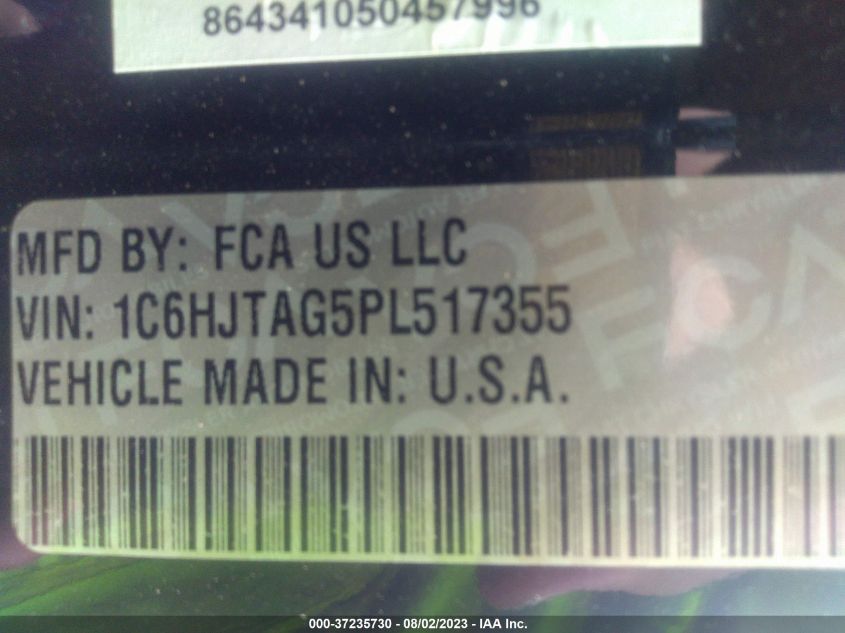 864341050457996
MFD BY: FCA US LLC
VIN: 1C6HJTAG5PL517355
VEHICLE MADE IN: U.S.A.
000-37235730 - 08/02/2023 - IAA Inc.